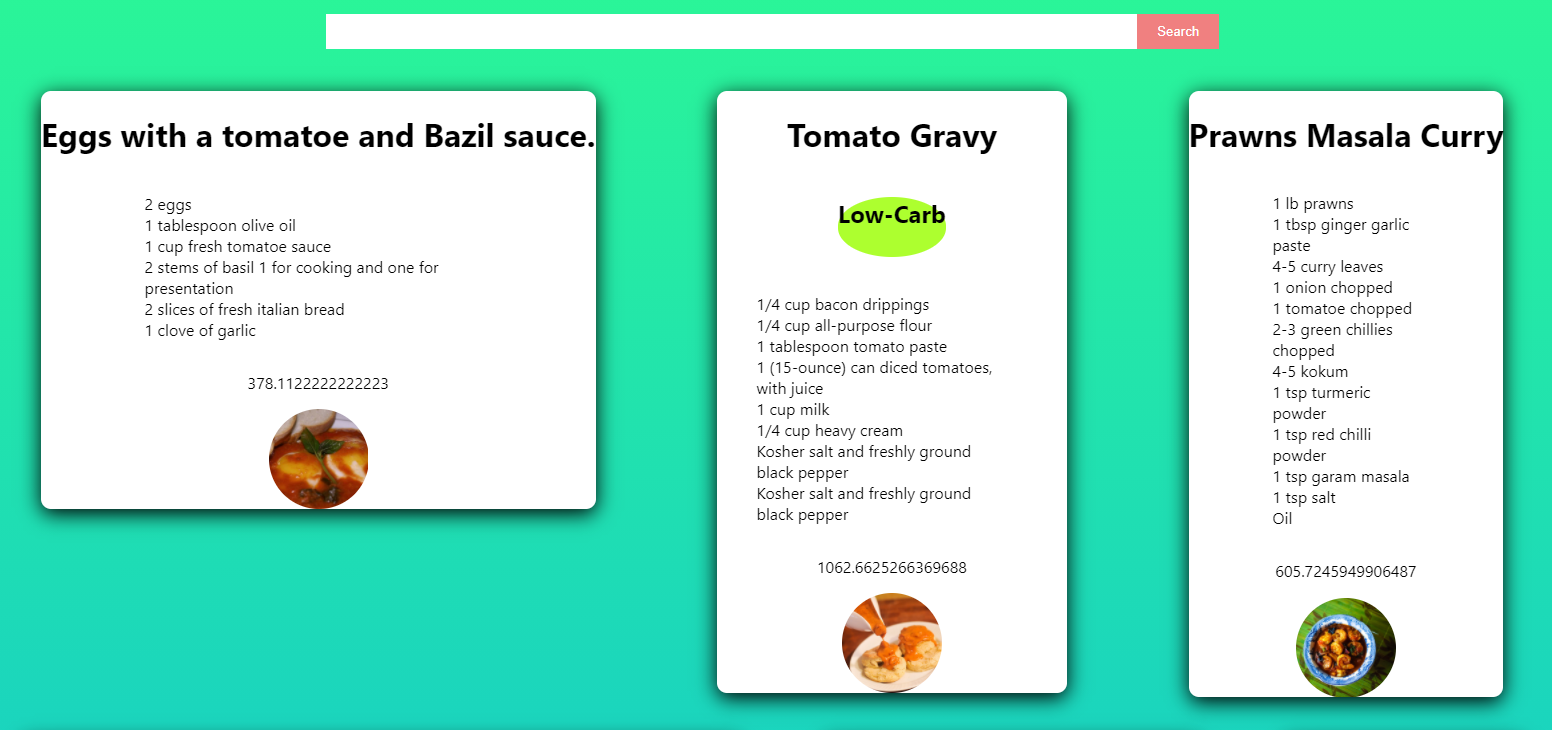 Search
Eggs with a tomatoe and Bazil sauce.
2 eggs
1 tablespoon olive oil
1 cup fresh tomatoe sauce
2 stems of basil 1 for cooking and one for
presentation
2 slices of fresh italian bread
1 clove of garlic
378.1122222222223
Tomato Gravy
Low-Carb
1/4 cup bacon drippings
1/4 cup all-purpose flour
1 tablespoon tomato paste
1 (15-ounce) can diced tomatoes,
with juice
1 cup milk
1/4 cup heavy cream
Kosher salt and freshly ground
black pepper
Kosher salt and freshly ground
black pepper
1062.6625266369688
Prawns Masala Curry
1 lb prawns
1 tbsp ginger garlic
paste
4-5 curry leaves
1 onion chopped
1 tomatoe chopped
2-3 green chillies
chopped
4-5 kokum
1 tsp turmeric
powder
1 tsp red chilli
powder
1 tsp garam masala
1 tsp salt
Oil
605.7245949906487